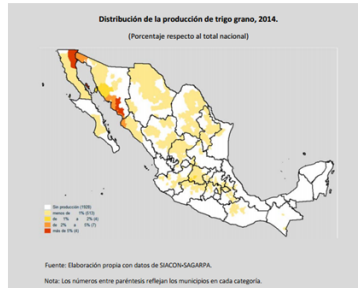 Distribución de la producción de trigo grano, 2014.
(Porcentaje respecto al total nacional)
Sin producción (1928)
menos de 1% (513)
de 1% a 2% (4)
de 2% a 5% (7)
más de 5% (4)
Fuente: Elaboración propia con datos de SIACON-SAGARPA.
Nota: Los números entre paréntesis reflejan los municipios en cada categoría.